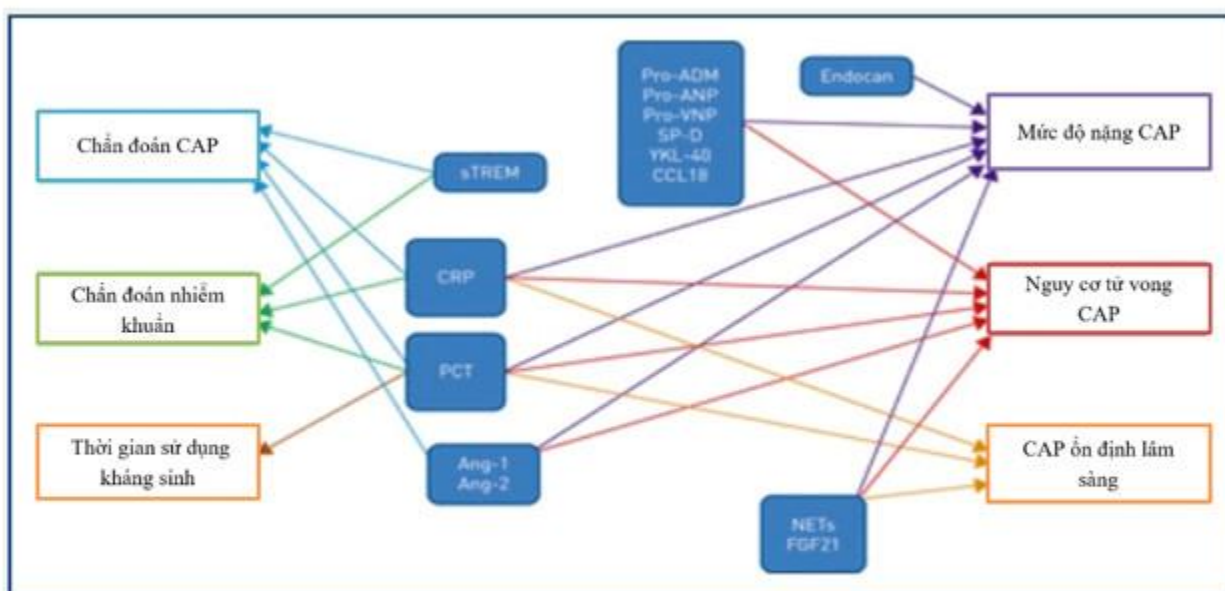 Chẩn đoán CAP
Chẩn đoán nhiễm
khuẩn
Thời gian sử dụng
kháng sinh
sTREM
CRP
PCT
Ang-1
Ang-2
Pro-ADM
Pro-ANP
Pro-VNP
SP-D
YKL-40
CCL18
Endocan
NETs
FGF21
Mức độ nặng CAP
Nguy cơ tử vong
CAP
CAP ổn định lâm
sàng